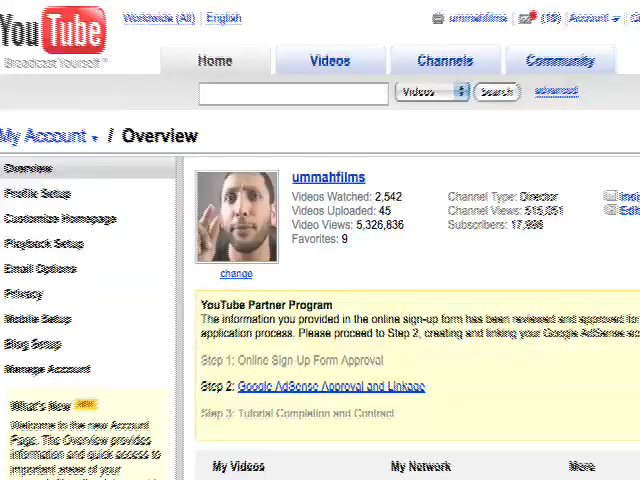 YouTube
Worldwide (All) English ummahfilms (19) Account
Broadcast Yourself™
Home Videos Channels Community
Videos Search advanced
My Account / Overview
Overview
Profile Setup
Customize Homepage
Playback Setup
Email Options
Privacy
Mobile Setup
Blog Setup
Manage Account
What's New NEW
Welcome to the new Account
Page. The Overview provides
information and quick access to
important areas of your
ummahfilms
Videos Watched: 2,542
Videos Uploaded: 45
Video Views: 5,326,836
Favorites: 9
Channel Type: Director
Channel Views: 515,051
Subscribers: 17,998
change
YouTube Partner Program
The information you provided in the online sign-up form has been reviewed and approved for
application process. Please proceed to Step 2, creating and linking your Google AdSense
Step 1: Online Sign Up Form Approval
Step 2: Google AdSense Approval and Linkage
Step 3: Tutorial Completion and Contract
My Videos My Network More